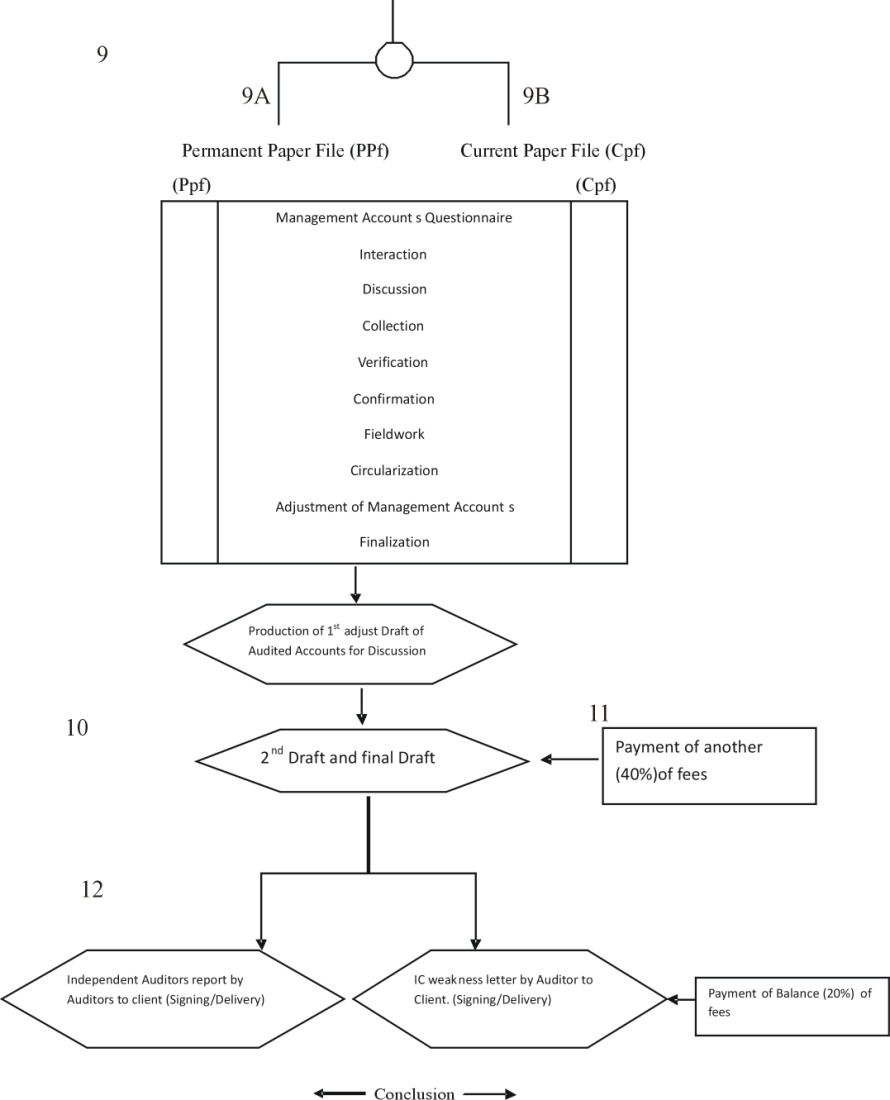 9
9A
9B
Permanent Paper File (PPf)
Current Paper File (Cpf)
(Ppf)
(Cpf)
Management Account s Questionnaire
Interaction
Discussion
Collection
Verification
Confirmation
Fieldwork
Circularization
Adjustment of Management Account s
Finalization
Production of 1st adjust Draft of
Audited Accounts for Discussion
10
11
2nd Draft and final Draft
Payment of another
(40%)of fees
12
Independent Auditors report by
Auditors to client (Signing/Delivery)
IC weakness letter by Auditor to
Client. (Signing/Delivery)
Payment of Balance (20%) of
fees
Conclusion